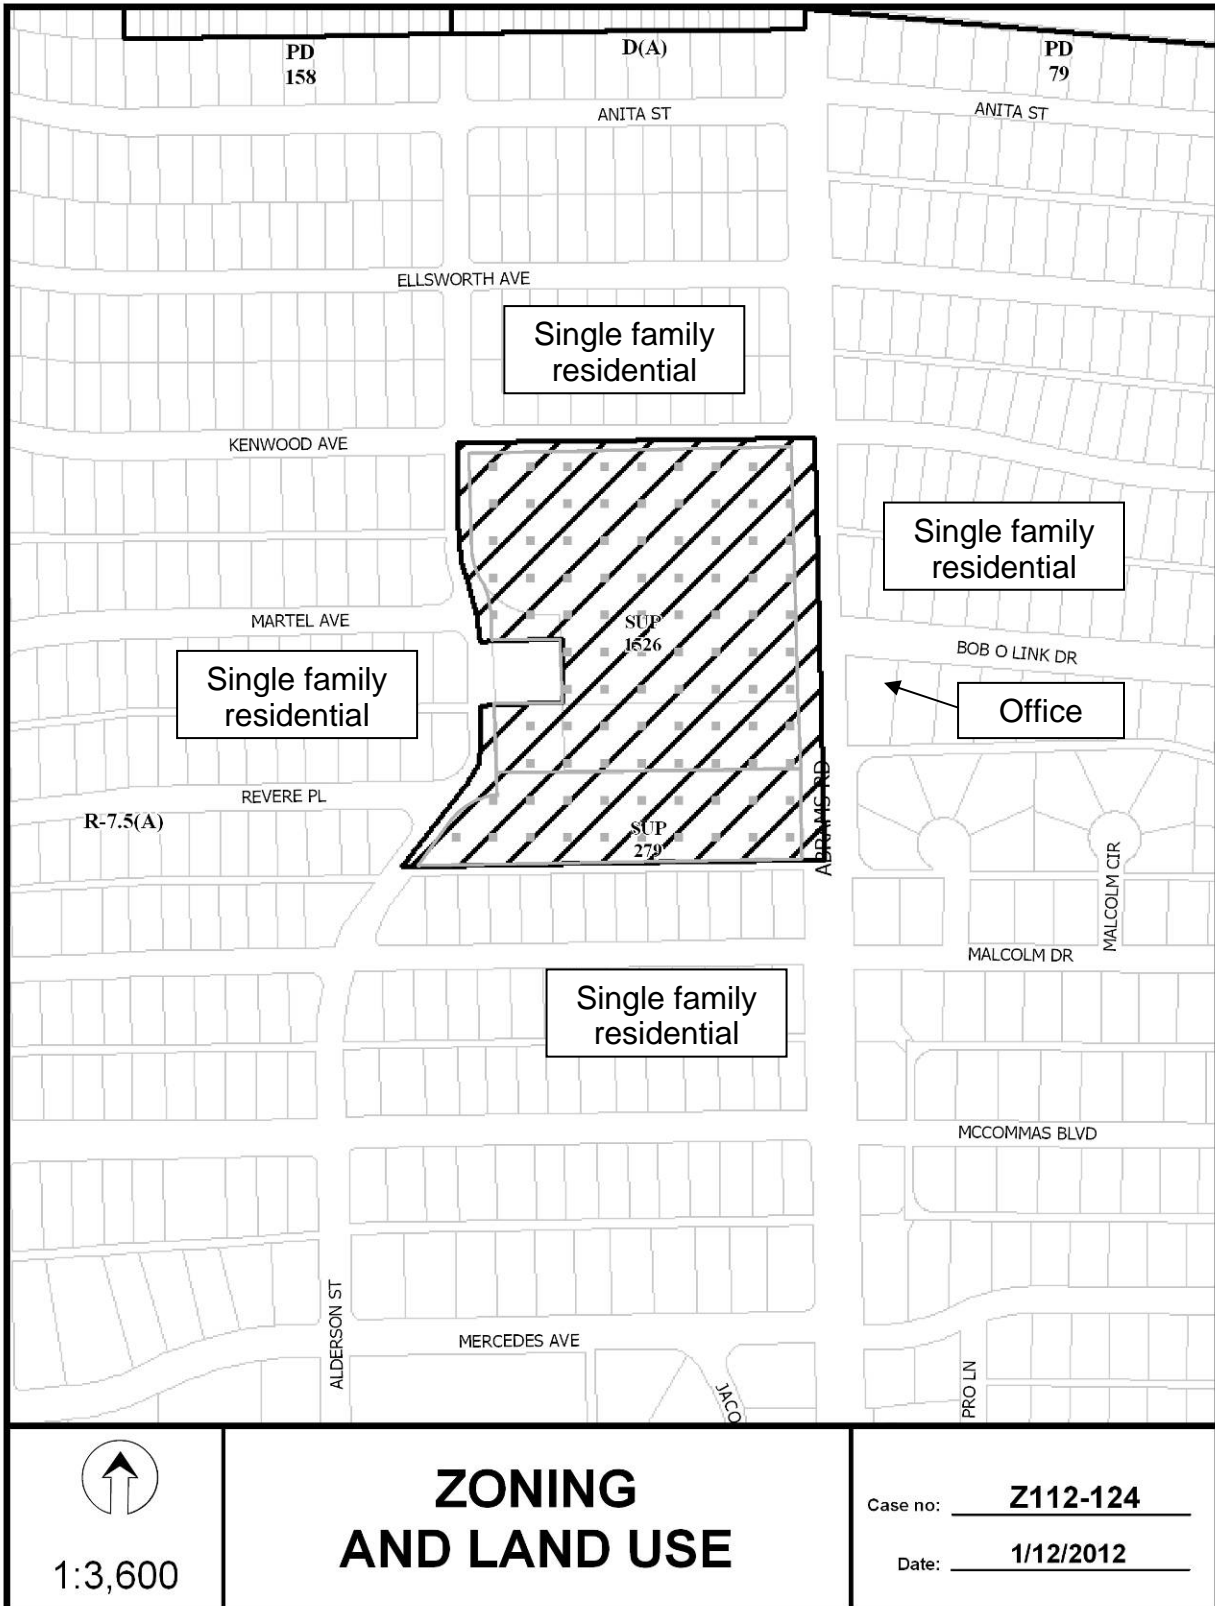 PD
158
D(A)
PD
79
ANITA ST
ANITA ST
ELLSWORTH AVE
Single family
residential
KENWOOD AVE
Single family
residential
SUP
1526
MARTEL AVE
BOB O LINK DR
Single family
residential
Office
REVERE PL
R-7.5(A)
SUP
279
ABRAMS RD
MALCOLM CIR
MALCOLM DR
Single family
residential
MCCOMMAS BLVD
ALDERSON ST
MERCEDES AVE
JACO
PRO LN
1:3,600
ZONING
AND LAND USE
Case no: Z112-124
Date: 1/12/2012